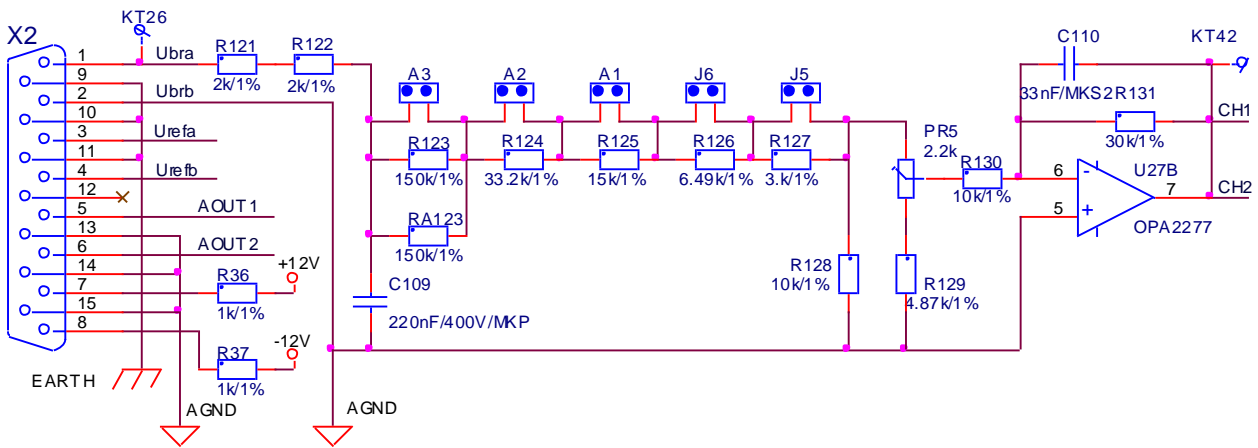 KT26
X2
1
Ubra
R121
2k/1%
R122
2k/1%
9
2
Ubrb
10
3
Urefa
11
4
Urefb
12
5
AOUT1
13
6
AOUT2
14
7
R36
1k/1%
+12V
15
8
R37
1k/1%
-12V
EARTH
AGND
AGND
A3
A2
A1
J6
J5
R123
150k/1%
R124
33.2k/1%
R125
15k/1%
R126
6.49k/1%
R127
3.k/1%
RA123
150k/1%
C109
220nF/400V/MKP
R128
10k/1%
R129
4.87k/1%
PR5
2.2k
R130
10k/1%
C110
33nF/MKS2
R131
30k/1%
KT42
CH1
CH2
6
-
5
+
7
U27B
OPA2277